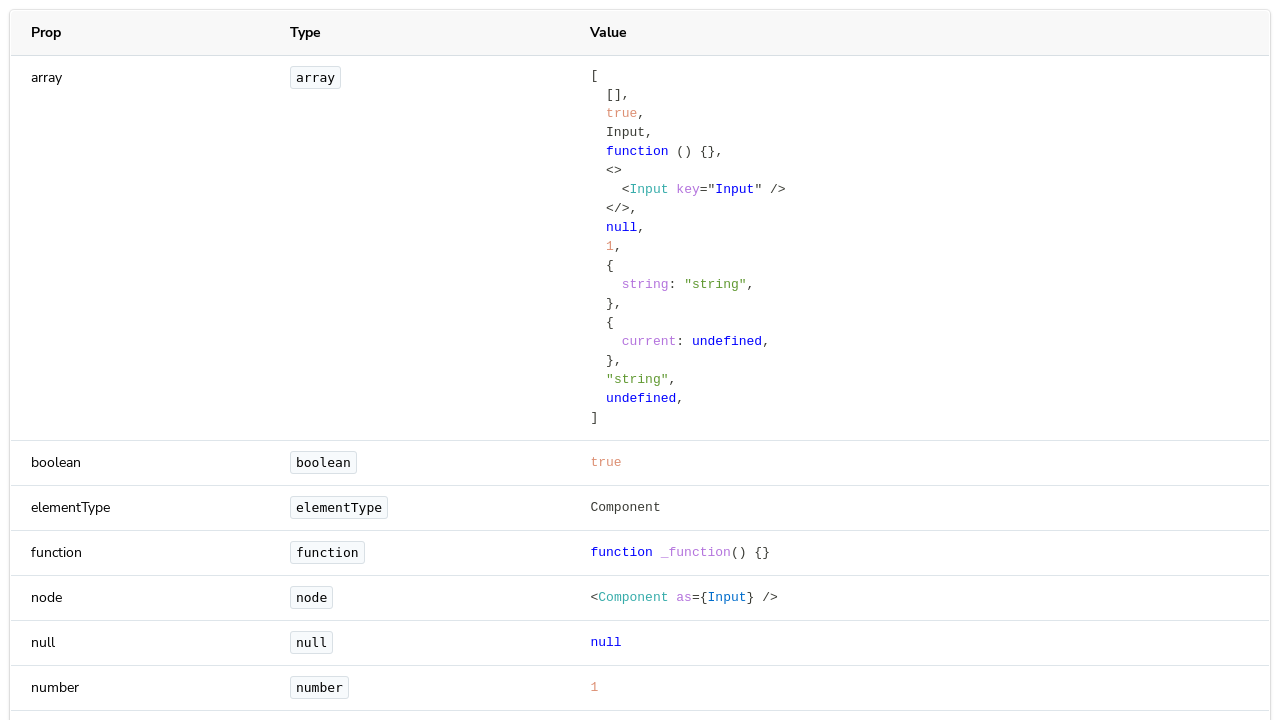 Prop Type Value
array array [
[],
true,
Input,
function () {},
<>
<Input key="Input" />
</>,
null,
1,
{
string: "string",
},
{
current: undefined,
},
"string",
undefined,
]
boolean boolean true
elementType elementType Component
function function function _function() {}
node node <Component as={Input} />
null null null
number number 1